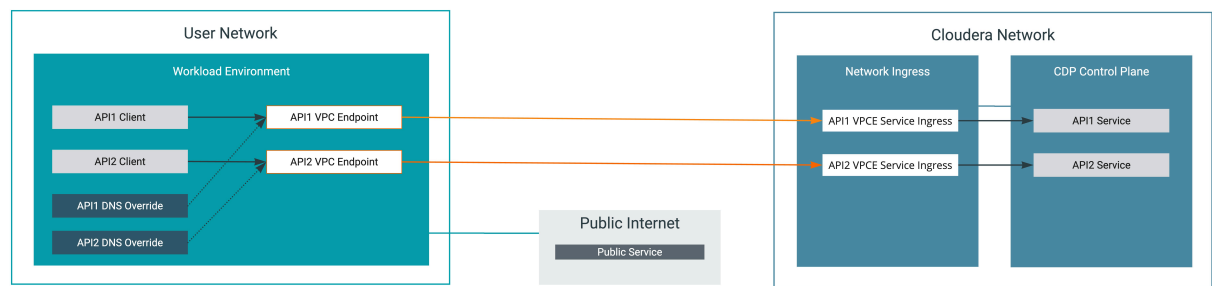 User Network
Workload Environment
API1 Client
API1 VPC Endpoint
API2 Client
API2 VPC Endpoint
API1 DNS Override
API2 DNS Override
Public Internet
Public Service
Cloudera Network
Network Ingress
API1 VPCE Service Ingress
API2 VPCE Service Ingress
CDP Control Plane
API1 Service
API2 Service